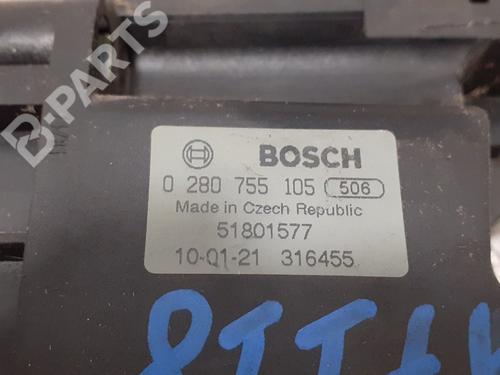 B-PARTS
BOSCH
0 280 755 105 506
Made in Czech Republic
51801577
10-01-21 316455